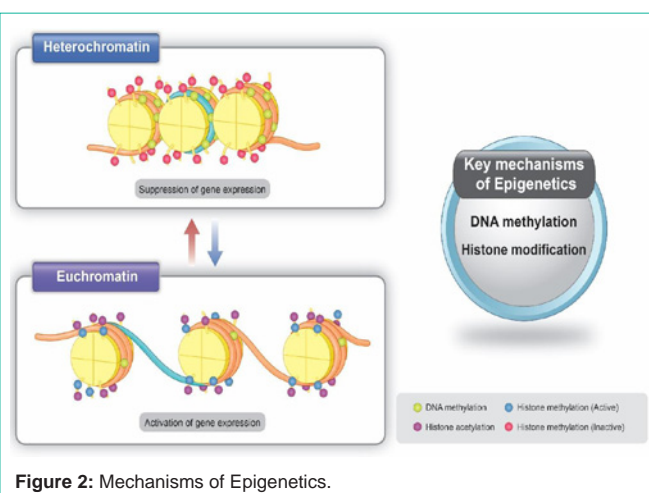 Heterochromatin
Suppression of gene expression
Euchromatin
Activation of gene expression
Key mechanisms
of Epigenetics
DNA methylation
Histone modification
DNA methylation
Histone methylation (Active)
Histone acetylation
Histone methylation (Inactive)
Figure 2: Mechanisms of Epigenetics.